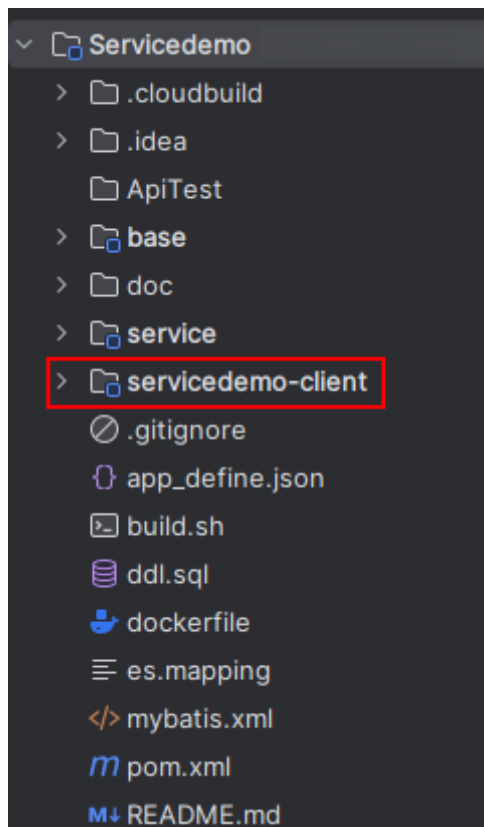 Servicedemo
.cloudbuild
.idea
ApiTest
base
doc
service
servicedemo-client
.gitignore
app_define.json
build.sh
ddl.sql
dockerfile
es.mapping
mybatis.xml
pom.xml
README.md